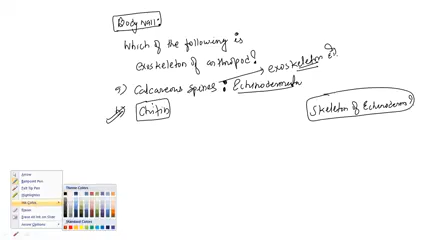 Body Wall:
Which of the following is
exoskeleton of arthropod?
a) Calcareous Spines : Echinodermata
exoskeleton
b) Chitin
Skeleton of Echinoderm?
Arrow
Ballpoint Pen
Felt Tip Pen
Highlighter
Ink Color
Eraser
Erase All Ink on Slide
Arrow Options
Theme Colors
Standard Colors